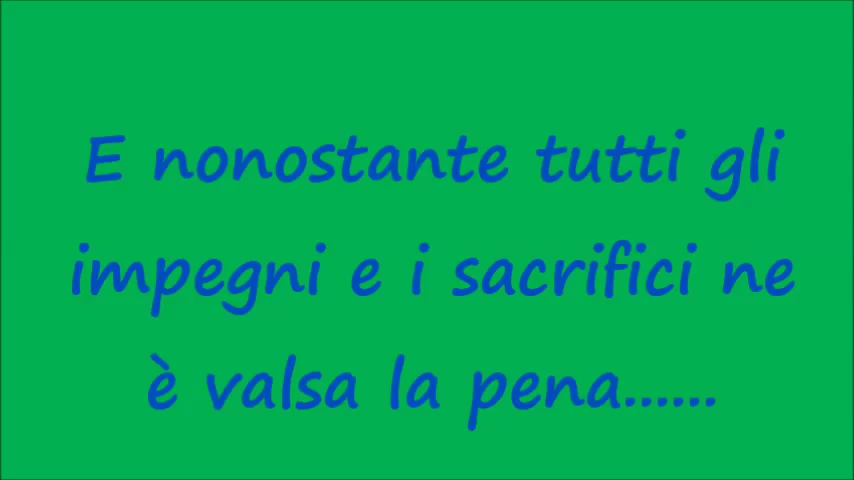 E nonostante tutti gli
impegni e i sacrifici ne
è valsa la pena......